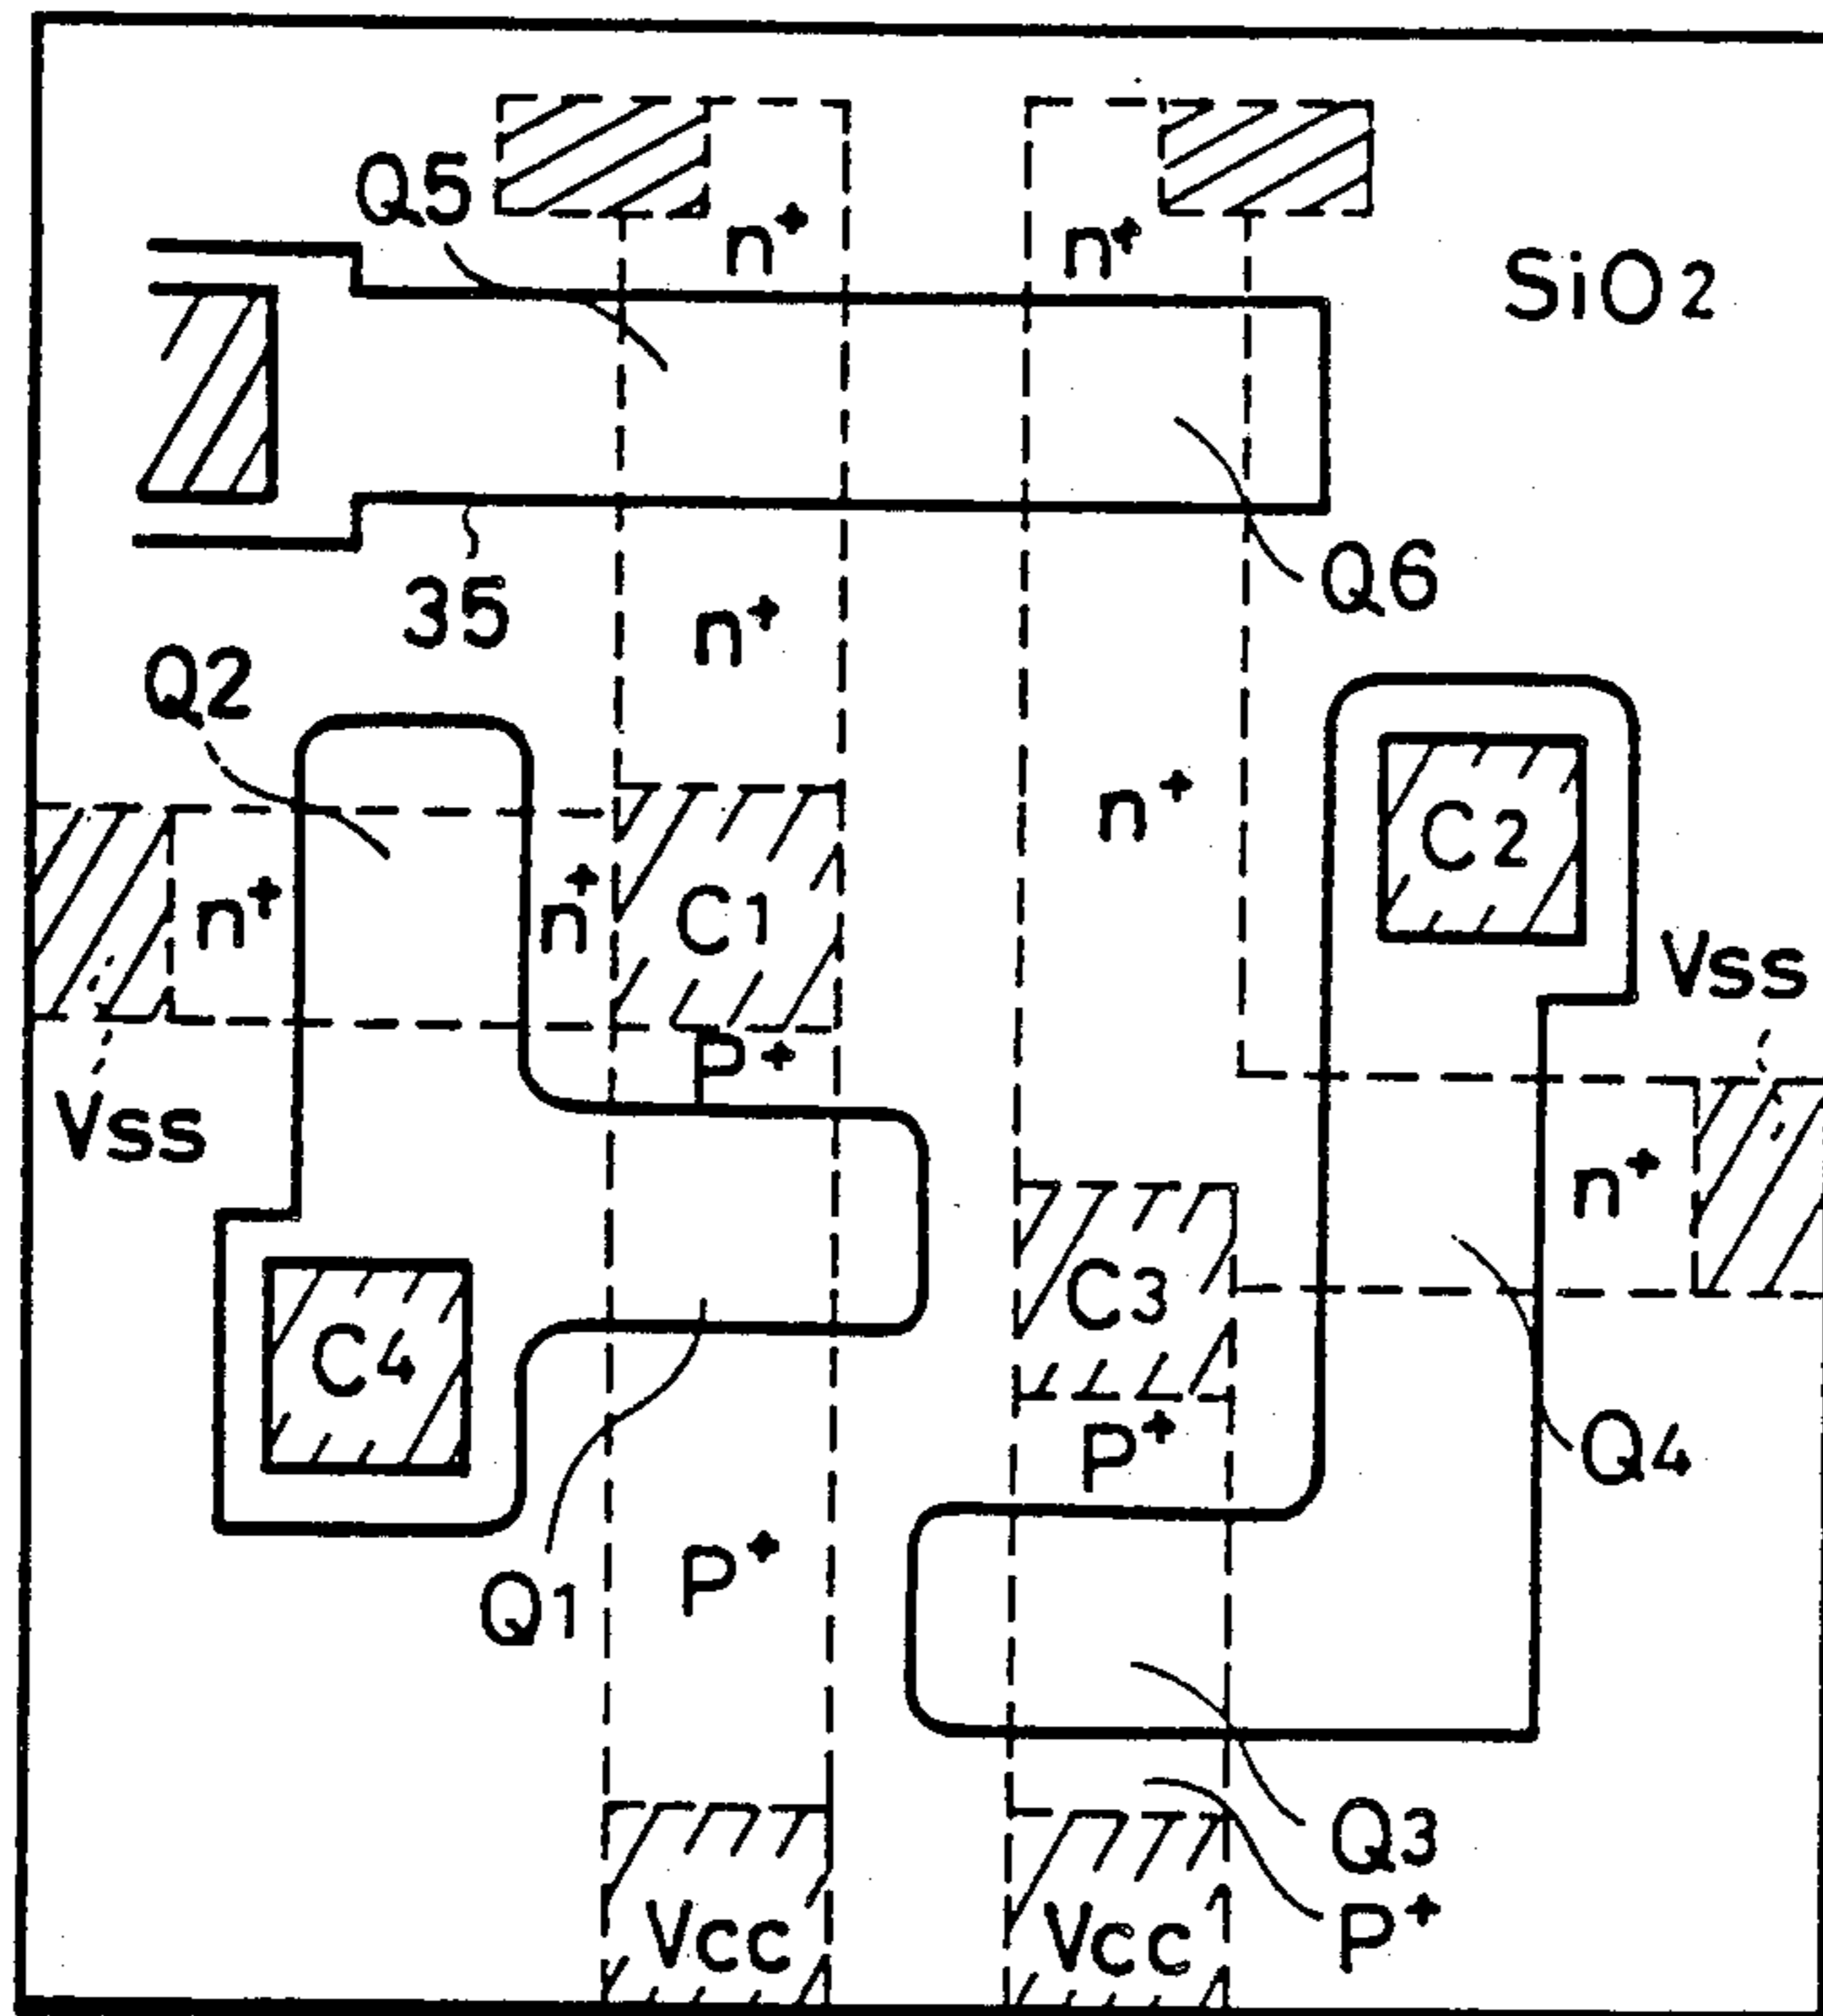 Q5
n⁺
n⁺
SiO2
Q6
35
n⁺
Q2
n⁺
C2
n⁺
n⁺
C1
Vss
P⁺
Vss
n⁺
C3
C4
P⁺
Q4
P⁺
Q1
Q3
Vcc
Vcc
P⁺